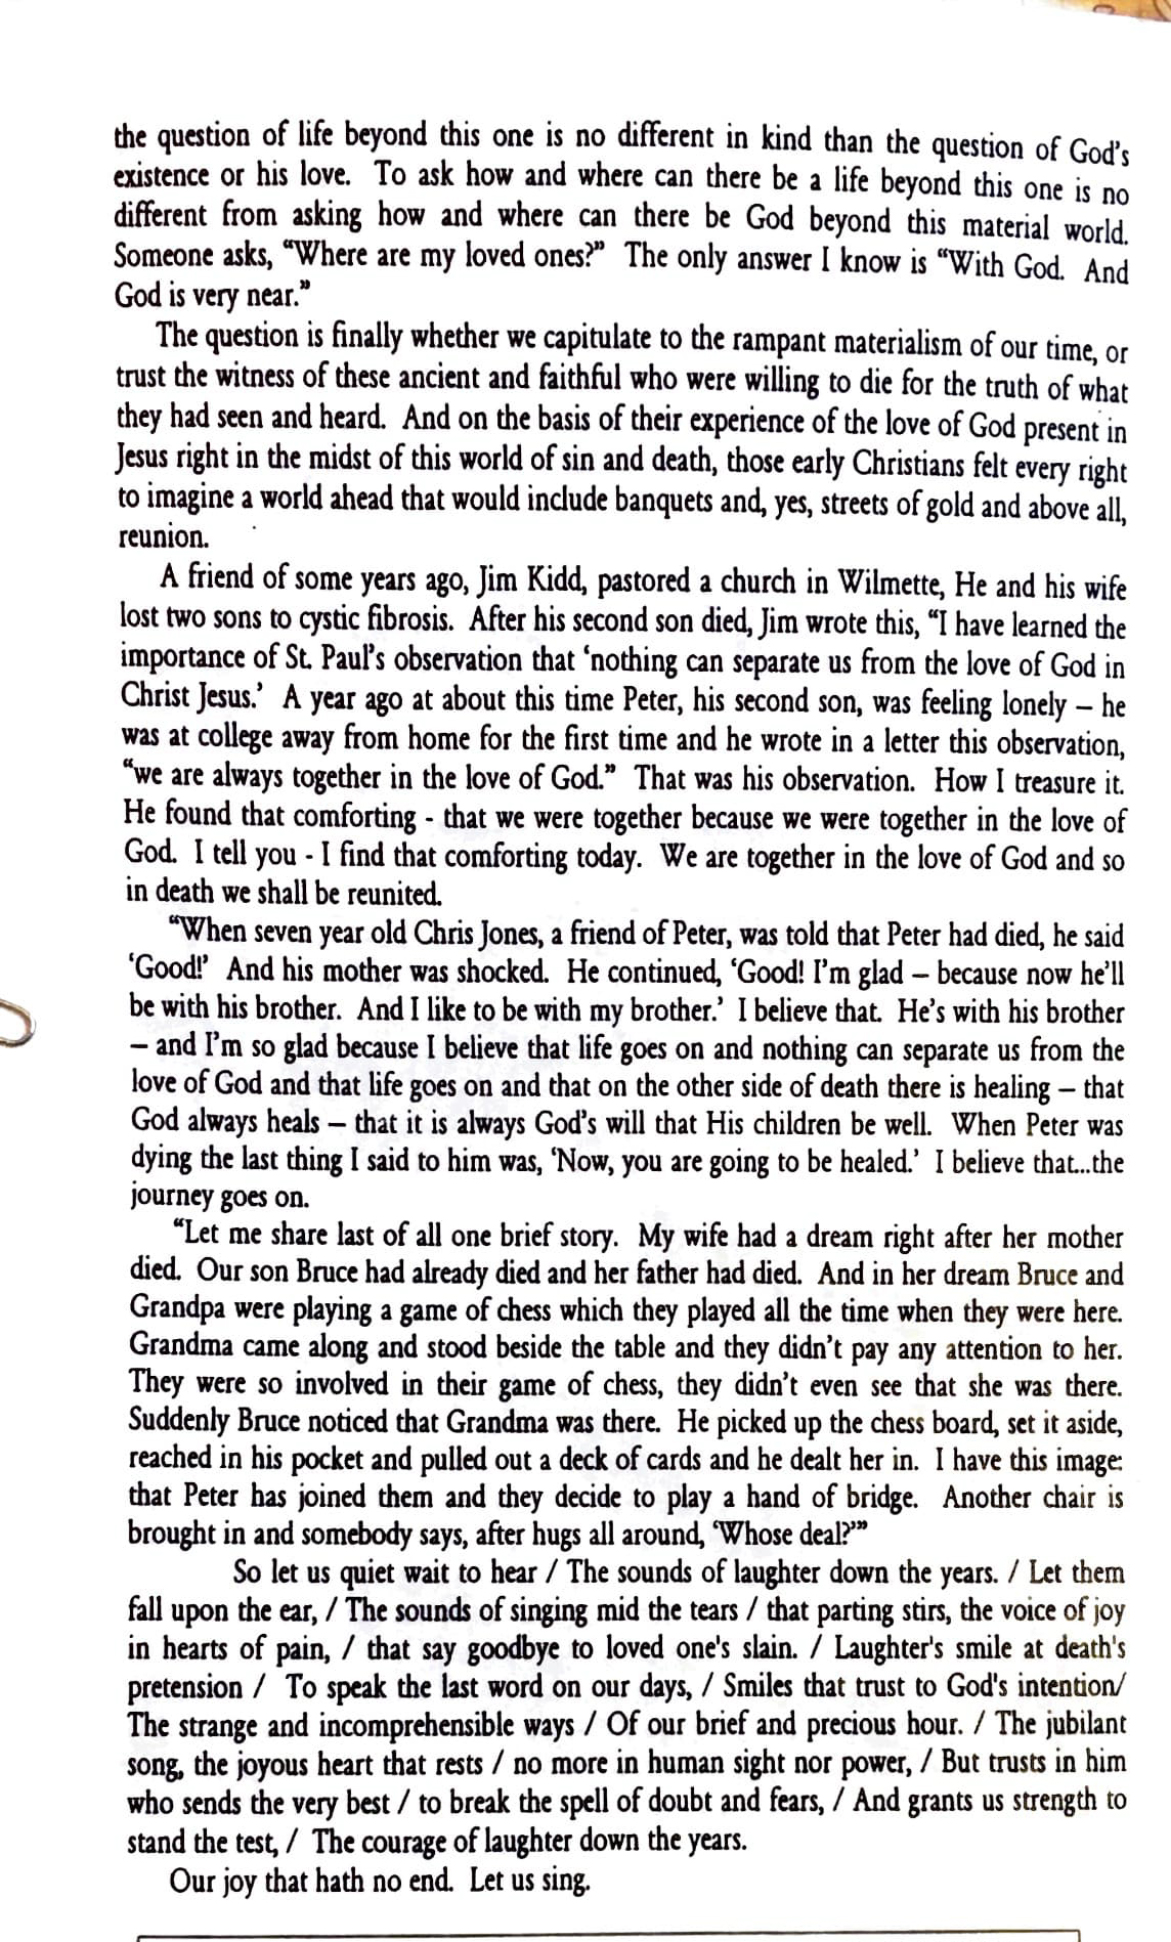 the question of life beyond this one is no different in kind than the question of God's
existence or his love. To ask how and where can there be a life beyond this one is no
different from asking how and where can there be God beyond this material world.
Someone asks, “Where are my loved ones?” The only answer I know is “With God. And
God is very near.”
The question is finally whether we capitulate to the rampant materialism of our time, or
trust the witness of these ancient and faithful who were willing to die for the truth of what
they had seen and heard. And on the basis of their experience of the love of God present in
Jesus right in the midst of this world of sin and death, those early Christians felt every right
to imagine a world ahead that would include banquets and, yes, streets of gold and above all,
reunion.
A friend of some years ago, Jim Kidd, pastored a church in Wilmette, He and his wife
lost two sons to cystic fibrosis. After his second son died, Jim wrote this, “I have learned the
importance of St. Paul's observation that ‘nothing can separate us from the love of God in
Christ Jesus.’ A year ago at about this time Peter, his second son, was feeling lonely – he
was at college away from home for the first time and he wrote in a letter this observation,
“we are always together in the love of God.” That was his observation. How I treasure it.
He found that comforting - that we were together because we were together in the love of
God. I tell you - I find that comforting today. We are together in the love of God and so
in death we shall be reunited.
“When seven year old Chris Jones, a friend of Peter, was told that Peter had died, he said
‘Good!’ And his mother was shocked. He continued, ‘Good! I'm glad – because now he'll
be with his brother. And I like to be with my brother.’ I believe that. He's with his brother
– and I'm so glad because I believe that life goes on and nothing can separate us from the
love of God and that life goes on and that on the other side of death there is healing – that
God always heals – that it is always God's will that His children be well. When Peter was
dying the last thing I said to him was, ‘Now, you are going to be healed.’ I believe that...the
journey goes on.
“Let me share last of all one brief story. My wife had a dream right after her mother
died. Our son Bruce had already died and her father had died. And in her dream Bruce and
Grandpa were playing a game of chess which they played all the time when they were here.
Grandma came along and stood beside the table and they didn't pay any attention to her.
They were so involved in their game of chess, they didn't even see that she was there.
Suddenly Bruce noticed that Grandma was there. He picked up the chess board, set it aside,
reached in his pocket and pulled out a deck of cards and he dealt her in. I have this image:
that Peter has joined them and they decide to play a hand of bridge. Another chair is
brought in and somebody says, after hugs all around, ‘Whose deal?’”
So let us quiet wait to hear / The sounds of laughter down the years. / Let them
fall upon the ear, / The sounds of singing mid the tears / that parting stirs, the voice of joy
in hearts of pain, / that say goodbye to loved one's slain. / Laughter's smile at death's
pretension / To speak the last word on our days, / Smiles that trust to God's intention/
The strange and incomprehensible ways / Of our brief and precious hour. / The jubilant
song, the joyous heart that rests / no more in human sight nor power, / But trusts in him
who sends the very best / to break the spell of doubt and fears, / And grants us strength to
stand the test, / The courage of laughter down the years.
Our joy that hath no end. Let us sing.